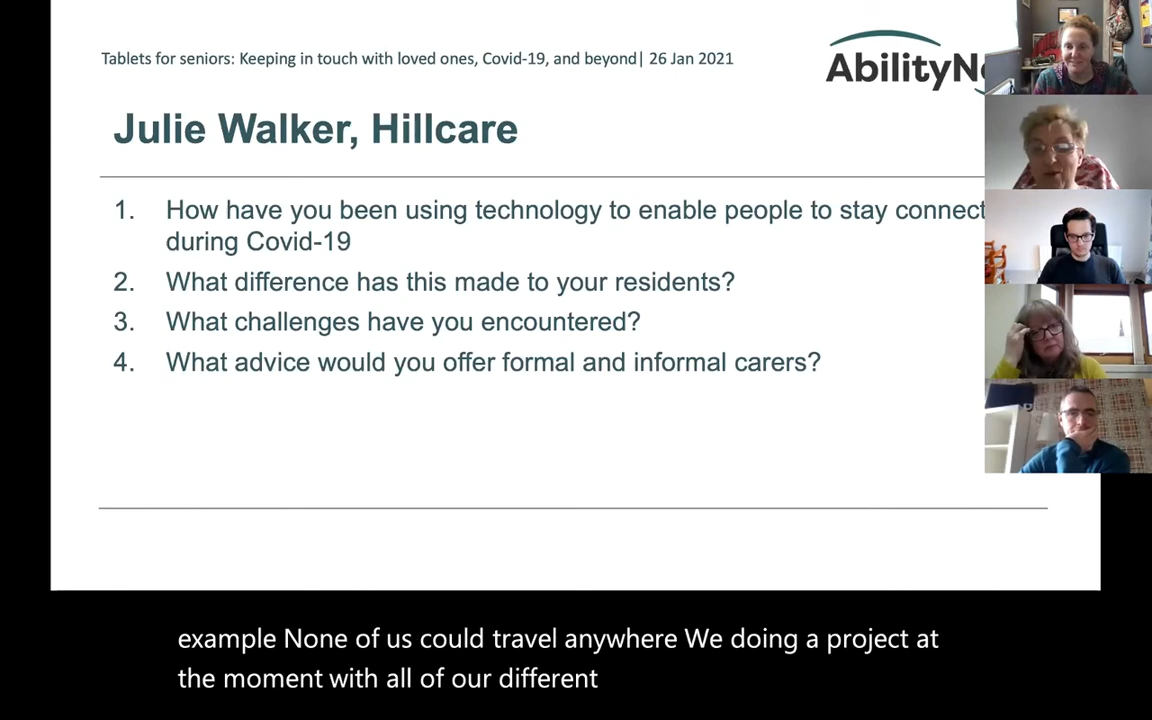 Tablets for seniors: Keeping in touch with loved ones, Covid-19, and beyond| 26 Jan 2021
AbilityN
Julie Walker, Hillcare
1. How have you been using technology to enable people to stay connect
during Covid-19
2. What difference has this made to your residents?
3. What challenges have you encountered?
4. What advice would you offer formal and informal carers?
example None of us could travel anywhere We doing a project at
the moment with all of our different